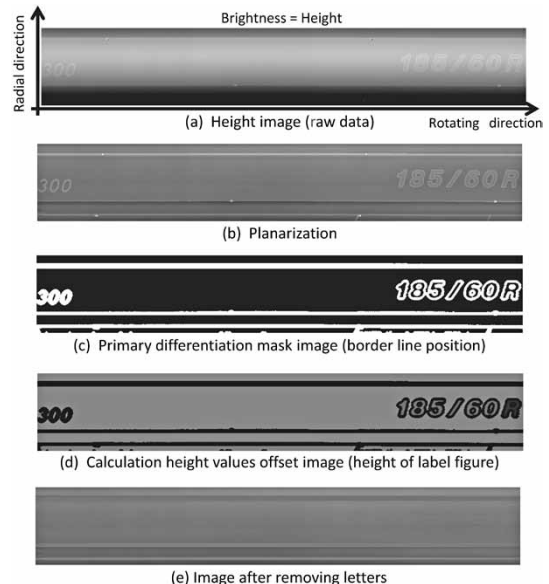 Brightness = Height
Radial direction
300
185/60R
(a) Height image (raw data)
Rotating direction
300
185/60R
(b) Planarization
300
185/60R
(c) Primary differentiation mask image (border line position)
300
185/60R
(d) Calculation height values offset image (height of label figure)
(e) Image after removing letters